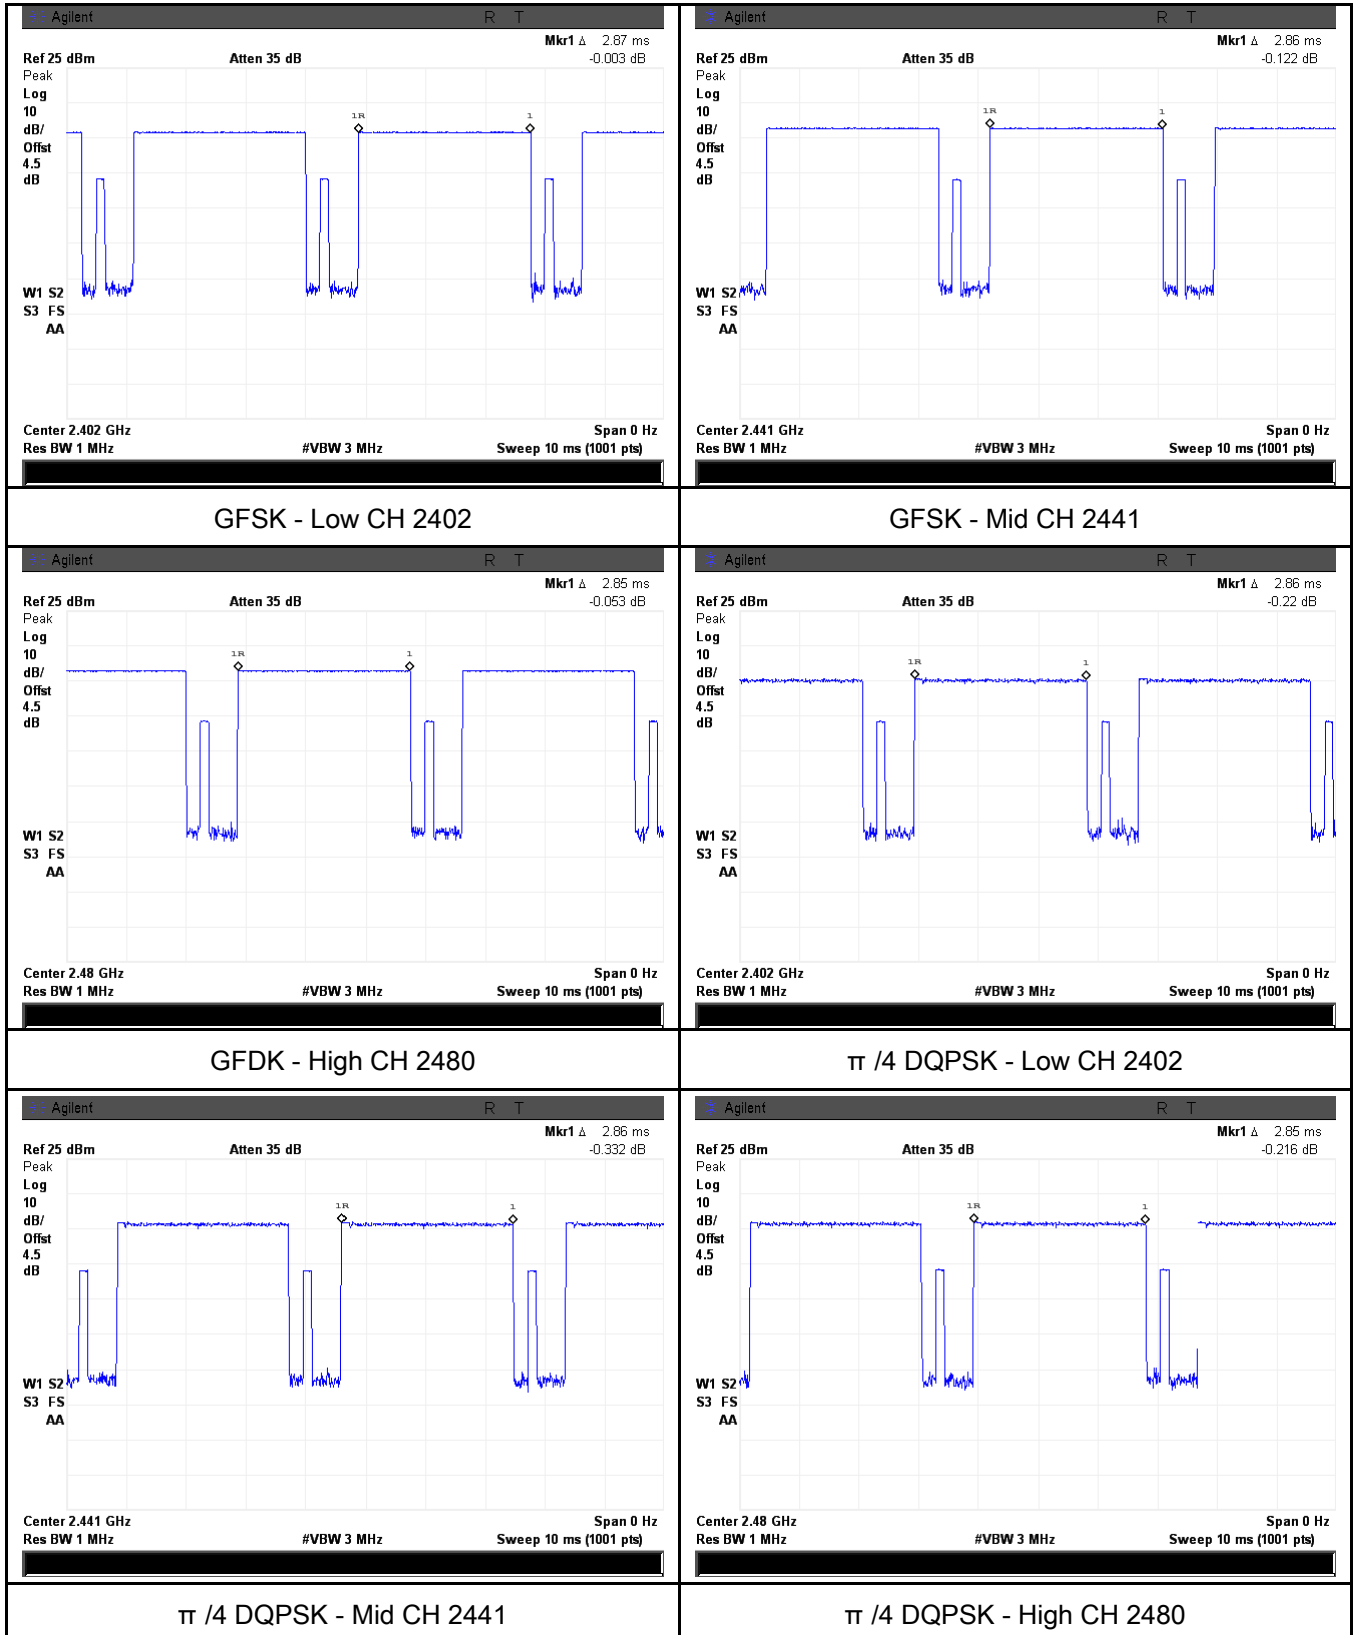 Agilent R T
Mkr1 Δ 2.87 ms
Ref 25 dBm Atten 35 dB -0.003 dB
Peak
Log
10
dB/
Offst
4.5
dB
1R 1
W1 S2
S3 FS
AA
Center 2.402 GHz Span 0 Hz
Res BW 1 MHz #VBW 3 MHz Sweep 10 ms (1001 pts)
GFSK - Low CH 2402
Agilent R T
Mkr1 Δ 2.86 ms
Ref 25 dBm Atten 35 dB -0.122 dB
Peak
Log
10
dB/
Offst
4.5
dB
1R 1
W1 S2
S3 FS
AA
Center 2.441 GHz Span 0 Hz
Res BW 1 MHz #VBW 3 MHz Sweep 10 ms (1001 pts)
GFSK - Mid CH 2441
Agilent R T
Mkr1 Δ 2.85 ms
Ref 25 dBm Atten 35 dB -0.053 dB
Peak
Log
10
dB/
Offst
4.5
dB
1R 1
W1 S2
S3 FS
AA
Center 2.48 GHz Span 0 Hz
Res BW 1 MHz #VBW 3 MHz Sweep 10 ms (1001 pts)
GFDK - High CH 2480
Agilent R T
Mkr1 Δ 2.86 ms
Ref 25 dBm Atten 35 dB -0.22 dB
Peak
Log
10
dB/
Offst
4.5
dB
1R 1
W1 S2
S3 FS
AA
Center 2.402 GHz Span 0 Hz
Res BW 1 MHz #VBW 3 MHz Sweep 10 ms (1001 pts)
π /4 DQPSK - Low CH 2402
Agilent R T
Mkr1 Δ 2.86 ms
Ref 25 dBm Atten 35 dB -0.332 dB
Peak
Log
10
dB/
Offst
4.5
dB
1R 1
W1 S2
S3 FS
AA
Center 2.441 GHz Span 0 Hz
Res BW 1 MHz #VBW 3 MHz Sweep 10 ms (1001 pts)
π /4 DQPSK - Mid CH 2441
Agilent R T
Mkr1 Δ 2.85 ms
Ref 25 dBm Atten 35 dB -0.216 dB
Peak
Log
10
dB/
Offst
4.5
dB
1R 1
W1 S2
S3 FS
AA
Center 2.48 GHz Span 0 Hz
Res BW 1 MHz #VBW 3 MHz Sweep 10 ms (1001 pts)
π /4 DQPSK - High CH 2480